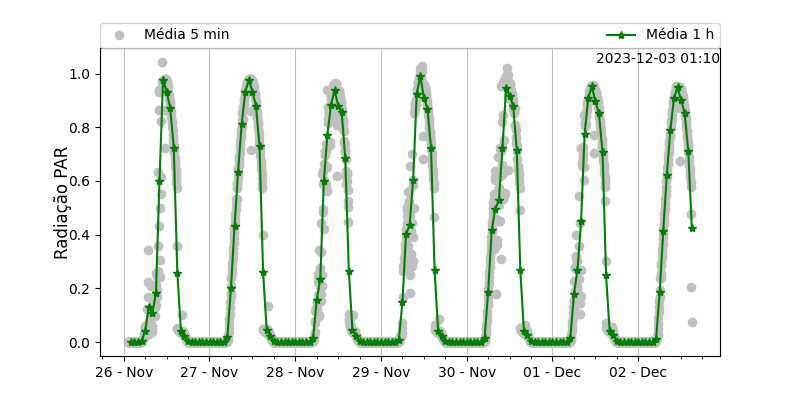 Média 5 min
Média 1 h
2023-12-03 01:10
Radiação PAR
1.0
0.8
0.6
0.4
0.2
0.0
26 - Nov
27 - Nov
28 - Nov
29 - Nov
30 - Nov
01 - Dec
02 - Dec